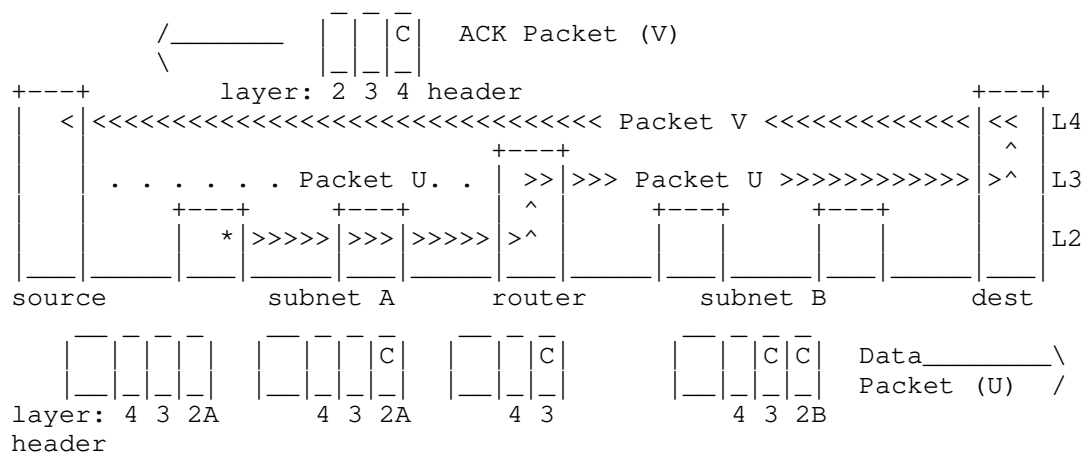 C ACK Packet (V)
layer: 2 3 4 header
< <<<<<<<<<<<<<<<<<<<<<<<<<<<<<<<< Packet V <<<<<<<<<<<<< << L4
^
. . . . . . Packet U. . >> >>> Packet U >>>>>>>>>>>> >^ L3
^
* >>>>> >>> >>>>> >^ L2
source subnet A router subnet B dest
C C C C Data
Packet (U)
layer: 4 3 2A 4 3 2A 4 3 4 3 2B
header